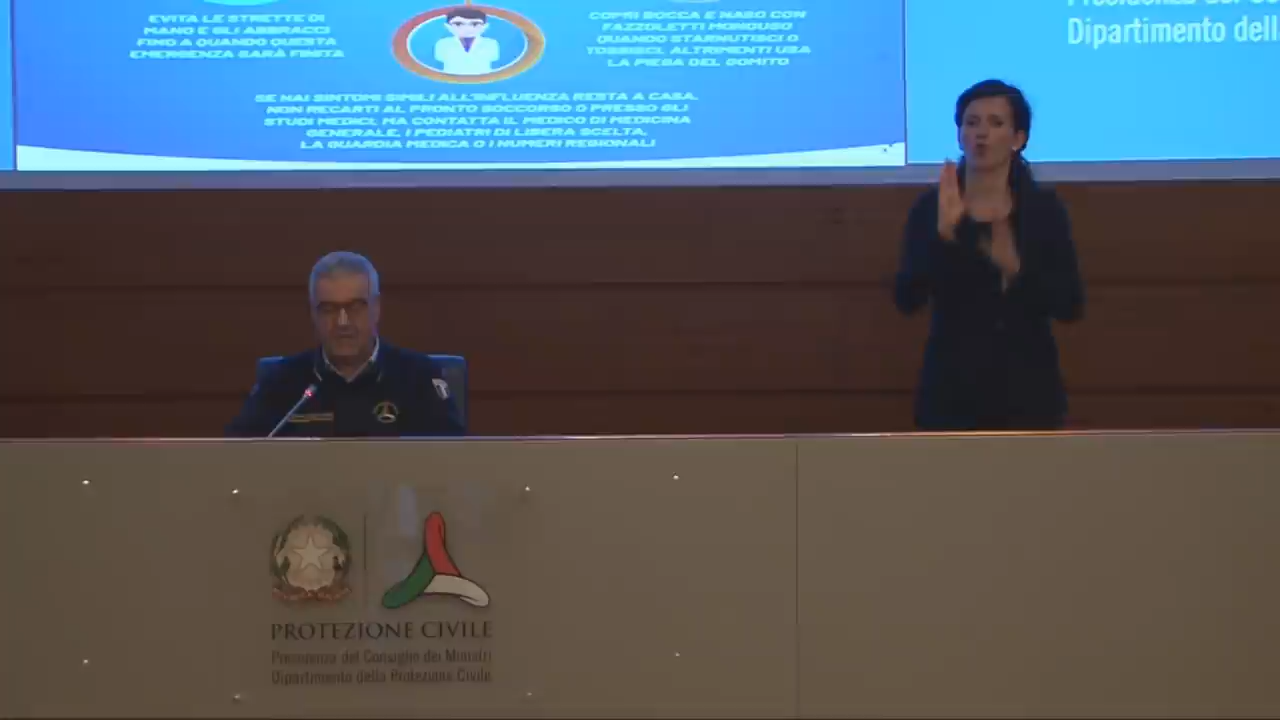 EVITA LE STRETTE DI
MANO E GLI ABBRACCI
FINO A QUANDO QUESTA
EMERGENZA SARÀ FINITA
COPRI BOCCA E NASO CON
FAZZOLETTI MONOUSO
QUANDO STARNUTISCI O
TOSSISCI. ALTRIMENTI USA
LA PIEGA DEL GOMITO
SE HAI SINTOMI SIMILI ALL'INFLUENZA RESTA A CASA,
NON RECARTI AL PRONTO SOCCORSO O PRESSO GLI
STUDI MEDICI, MA CONTATTA IL MEDICO DI MEDICINA
GENERALE, I PEDIATRI DI LIBERA SCELTA,
LA GUARDIA MEDICA O I NUMERI REGIONALI
Dipartimento dell
PROTEZIONE CIVILE
Presidenza del Consiglio dei Ministri
Dipartimento della Protezione Civile